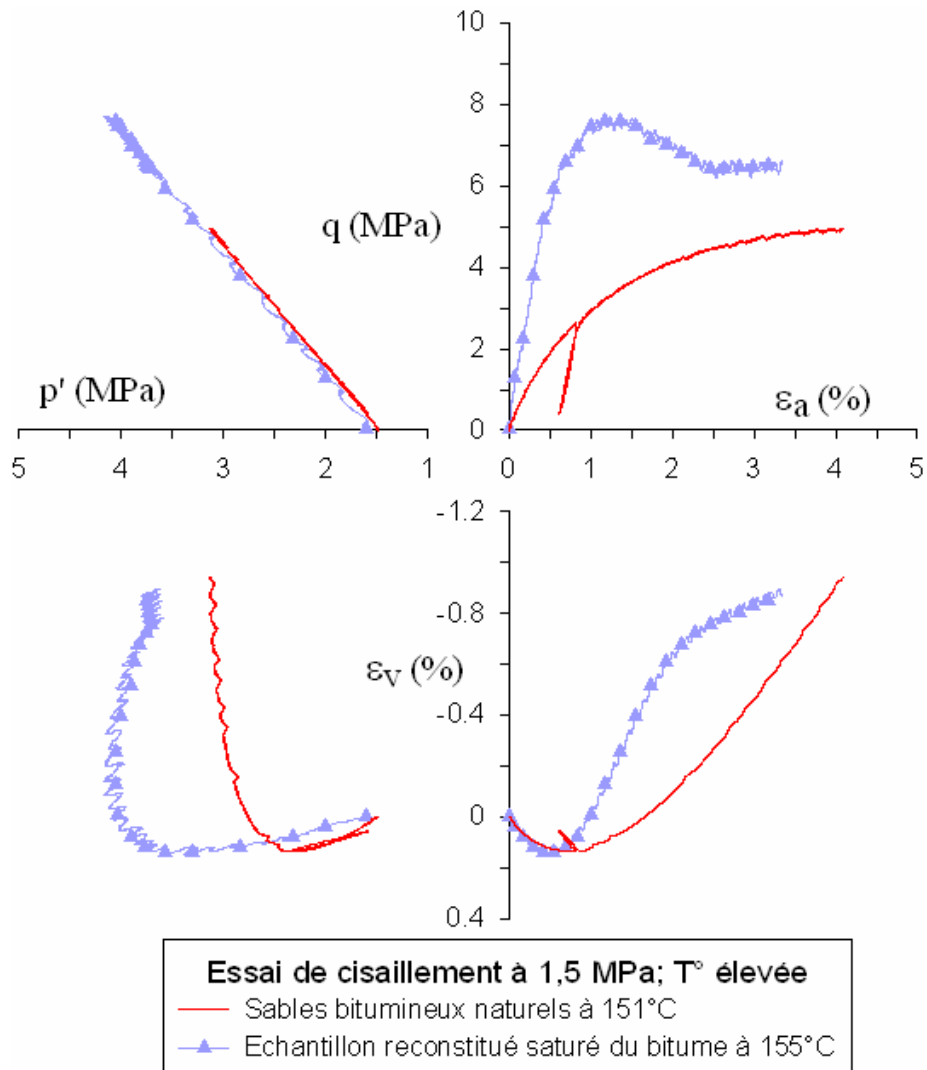 10
8
6
4
2
0
q (MPa)
p' (MPa)
εa (%)
5 4 3 2 1
0 1 2 3 4 5
-1.2
-0.8
-0.4
0
0.4
εv (%)
Essai de cisaillement à 1,5 MPa; T° élevée
Sables bitumineux naturels à 151°C
Echantillon reconstitué saturé du bitume à 155°C